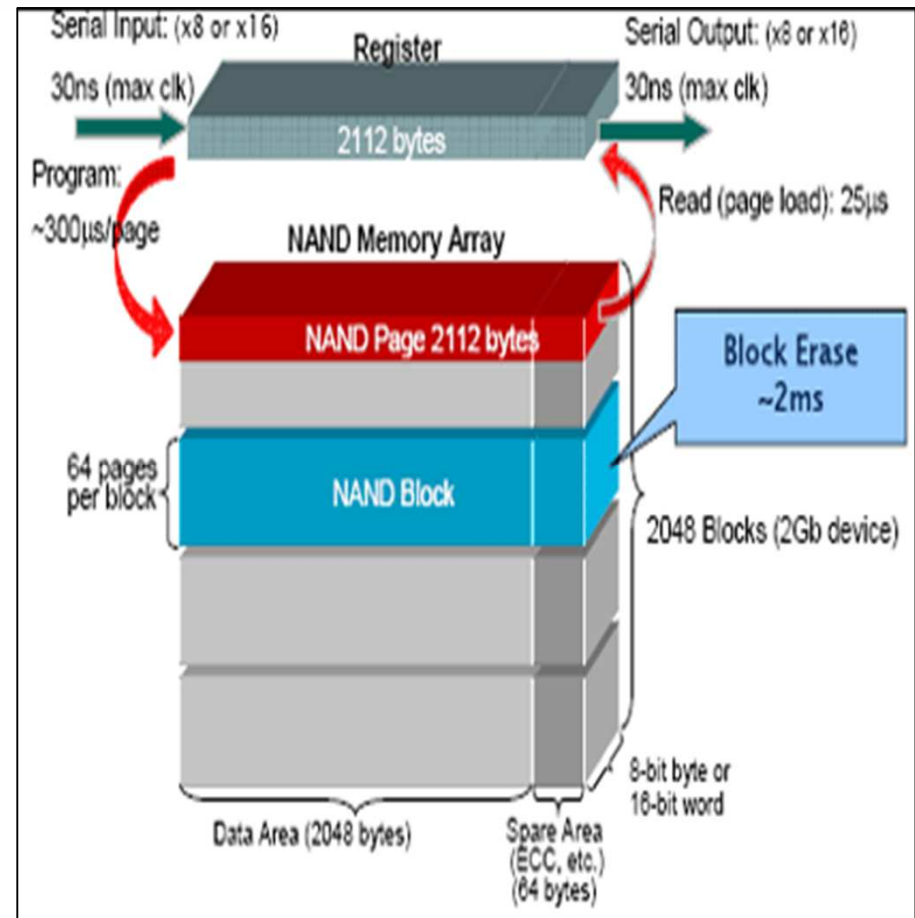 Serial Input: (x8 or x16)
30ns (max clk)
Register
Serial Output: (x8 or x16)
30ns (max clk)
2112 bytes
Program:
~300µs/page
Read (page load): 25µs
NAND Memory Array
NAND Page 2112 bytes
Block Erase
~2ms
64 pages
per block
NAND Block
2048 Blocks (2Gb device)
8-bit byte or
16-bit word
Data Area (2048 bytes)
Spare Area
(ECC, etc.)
(64 bytes)